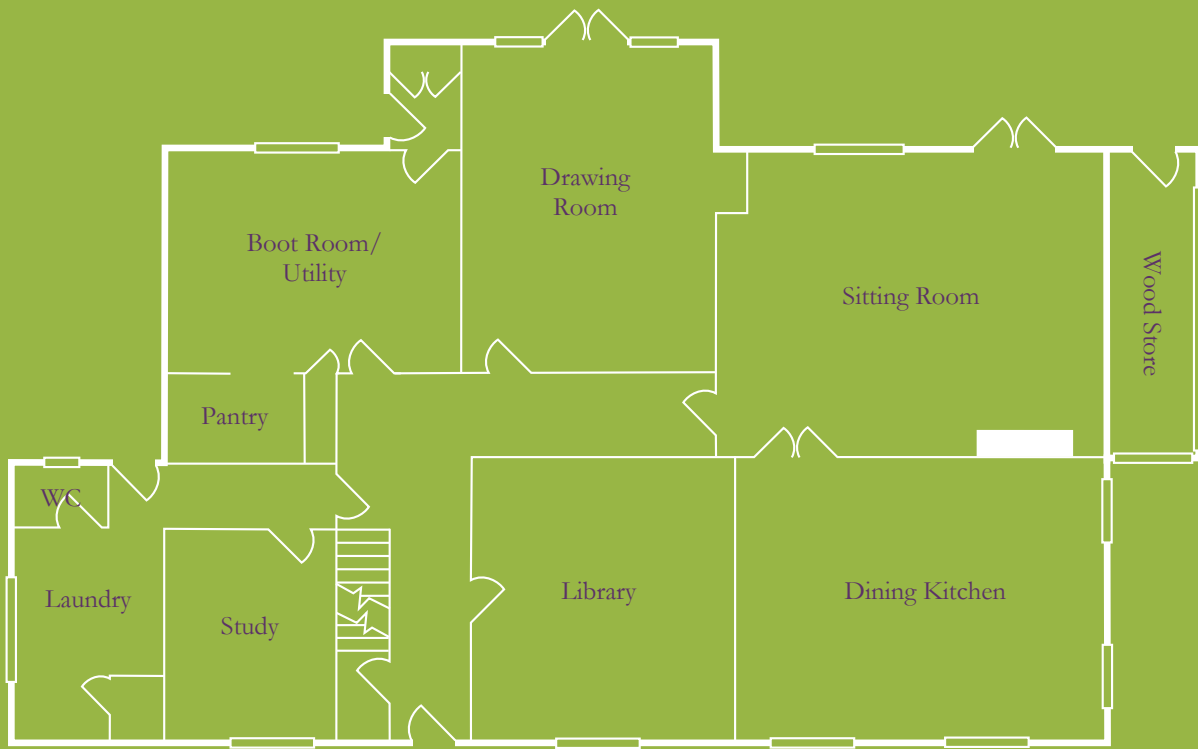 Drawing
Room
Boot Room/
Utility
Sitting Room
Wood Store
Pantry
WC
Laundry
Study
Library
Dining Kitchen